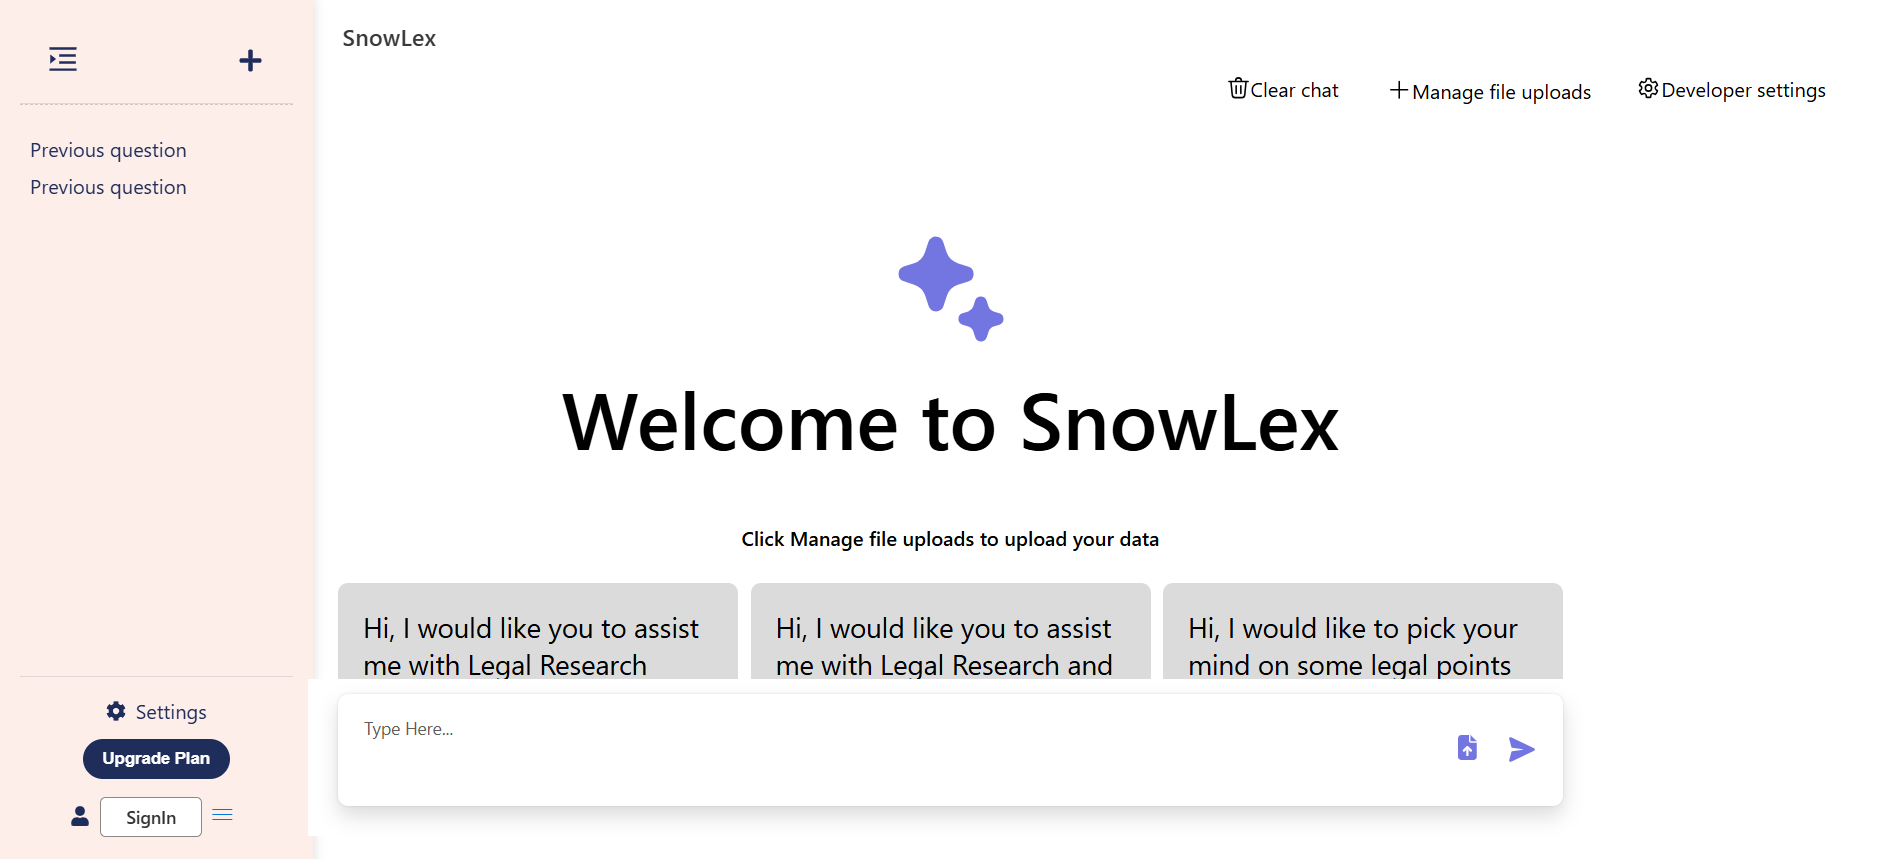 SnowLex
Clear chat
Manage file uploads
Developer settings
Previous question
Previous question
Welcome to SnowLex
Click Manage file uploads to upload your data
Hi, I would like you to assist
me with Legal Research
Hi, I would like you to assist
me with Legal Research and
Hi, I would like to pick your
mind on some legal points
Type Here...
Settings
Upgrade Plan
SignIn